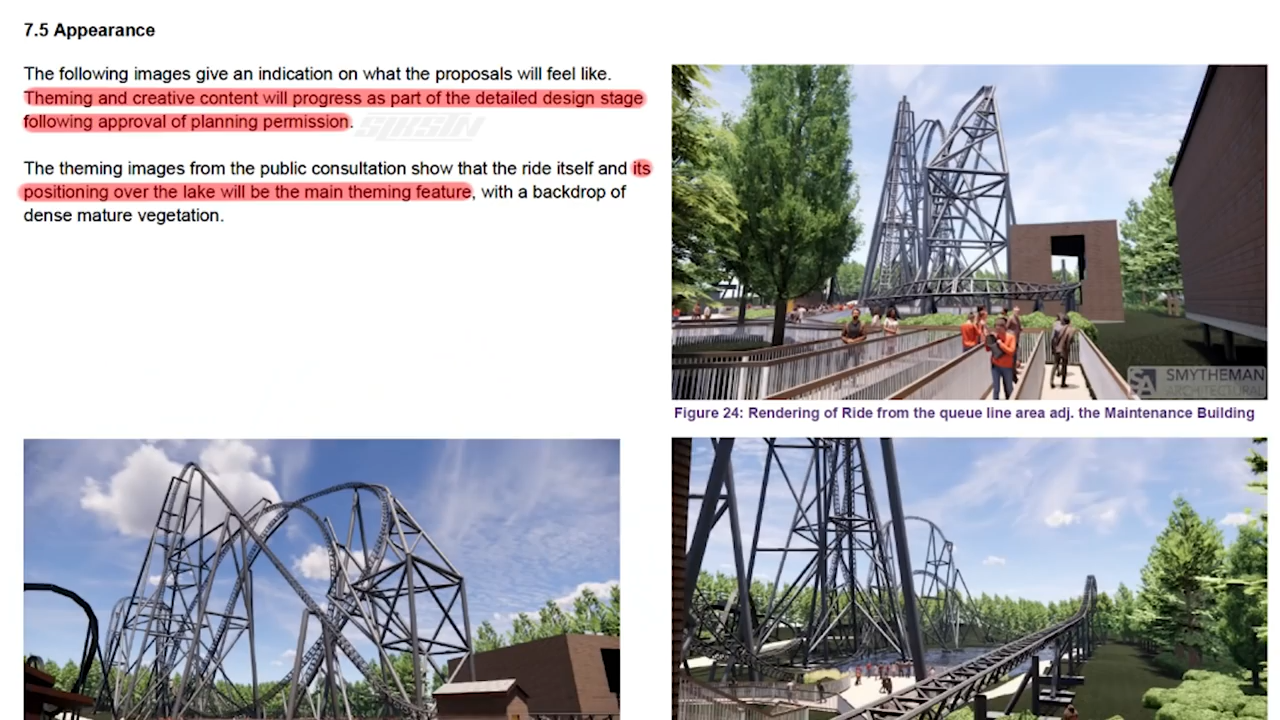 7.5 Appearance
The following images give an indication on what the proposals will feel like.
Theming and creative content will progress as part of the detailed design stage
following approval of planning permission.
The theming images from the public consultation show that the ride itself and its
positioning over the lake will be the main theming feature, with a backdrop of
dense mature vegetation.
SMYTHEMAN
ARCHITECTURAL
Figure 24: Rendering of Ride from the queue line area adj. the Maintenance Building